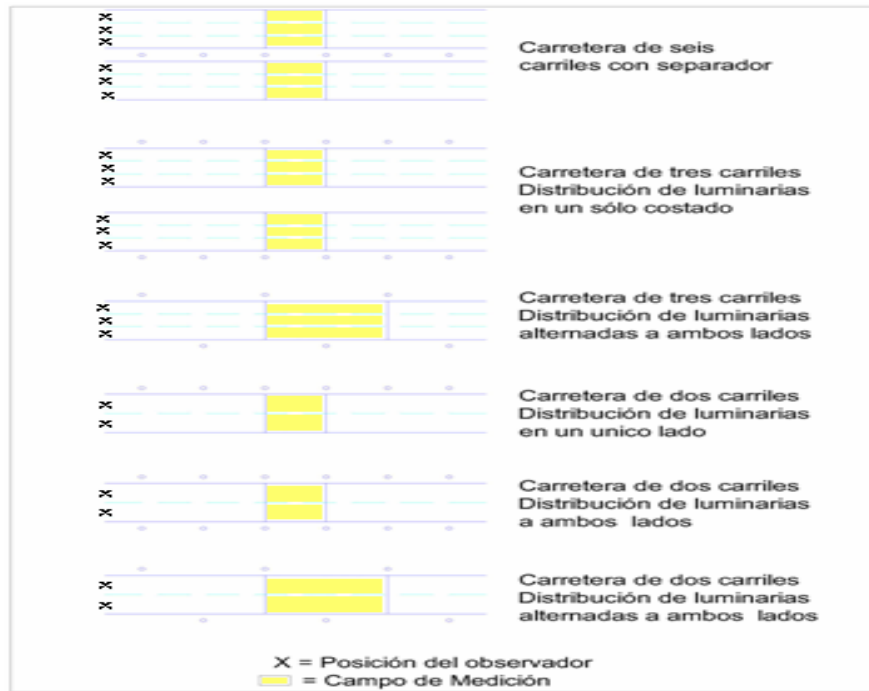 Carretera de seis
carriles con separador
Carretera de tres carriles
Distribución de luminarias
en un sólo costado
Carretera de tres carriles
Distribución de luminarias
alternadas a ambos lados
Carretera de dos carriles
Distribución de luminarias
en un unico lado
Carretera de dos carriles
Distribución de luminarias
a ambos lados
Carretera de dos carriles
Distribución de luminarias
alternadas a ambos lados
X = Posición del observador
= Campo de Medición